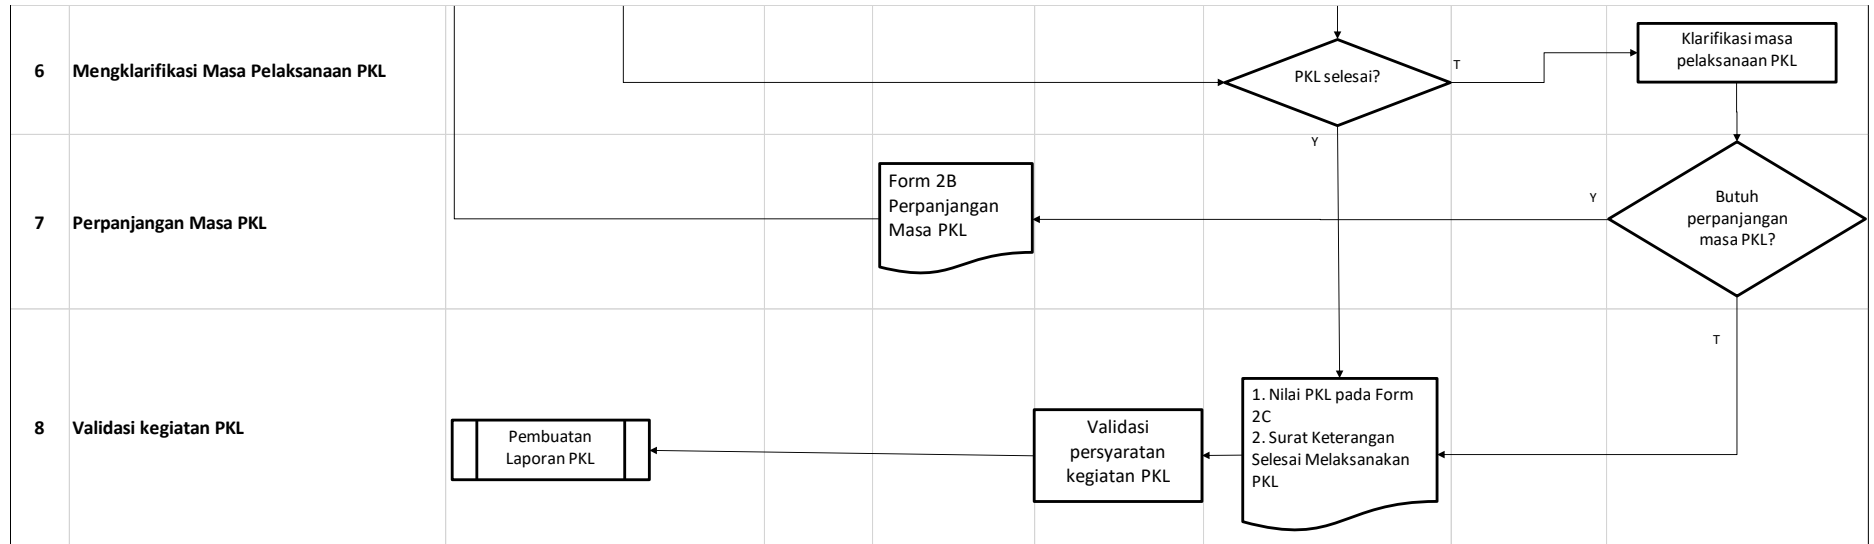 6 Mengklarifikasi Masa Pelaksanaan PKL
PKL selesai?
T
Y
Klarifikasi masa
pelaksanaan PKL
7 Perpanjangan Masa PKL
Form 2B
Perpanjangan
Masa PKL
Y
Butuh
perpanjangan
masa PKL?
T
8 Validasi kegiatan PKL
Pembuatan
Laporan PKL
Validasi
persyaratan
kegiatan PKL
1. Nilai PKL pada Form
2C
2. Surat Keterangan
Selesai Melaksanakan
PKL